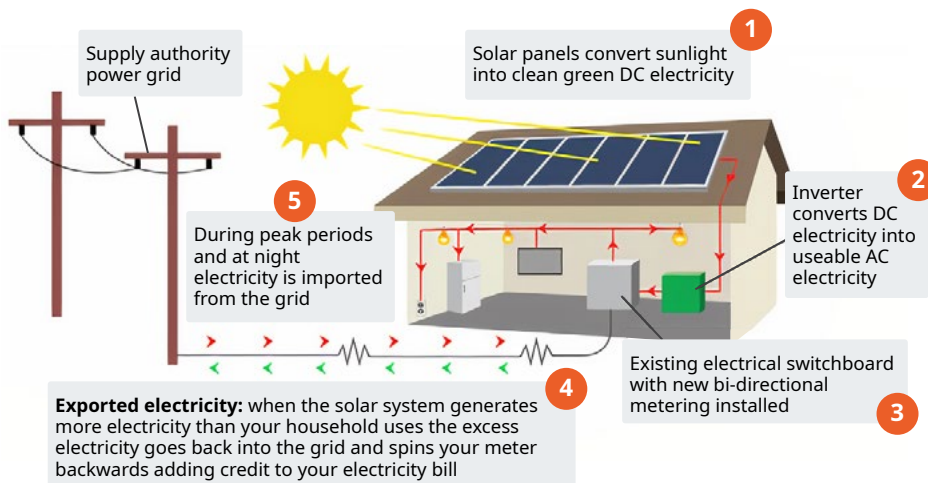 Supply authority
power grid
1
Solar panels convert sunlight
into clean green DC electricity
2
Inverter
converts DC
electricity into
useable AC
electricity
3
Existing electrical switchboard
with new bi-directional
metering installed
4
Exported electricity: when the solar system generates
more electricity than your household uses the excess
electricity goes back into the grid and spins your meter
backwards adding credit to your electricity bill
5
During peak periods
and at night
electricity is imported
from the grid